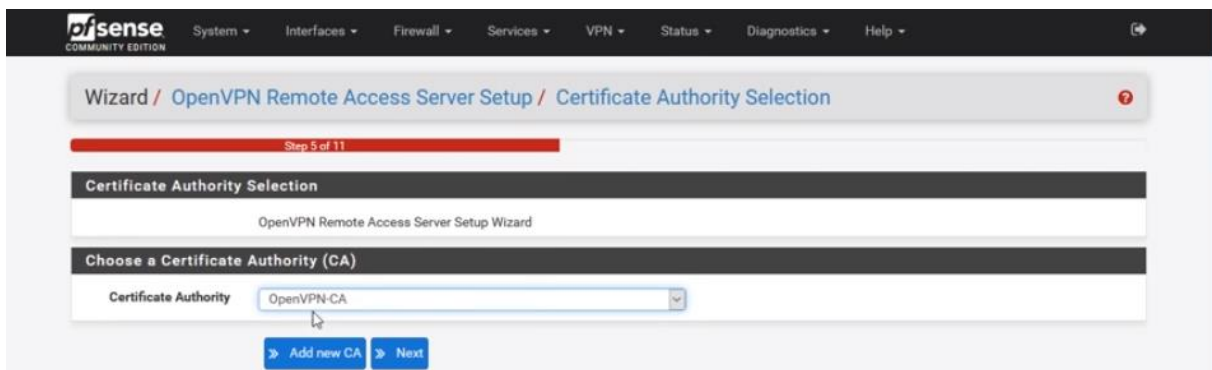 pfsense System Interfaces Firewall Services VPN Status Diagnostics Help
COMMUNITY EDITION
Wizard / OpenVPN Remote Access Server Setup / Certificate Authority Selection
Step 5 of 11
Certificate Authority Selection
OpenVPN Remote Access Server Setup Wizard
Choose a Certificate Authority (CA)
Certificate Authority OpenVPN-CA
» Add new CA » Next